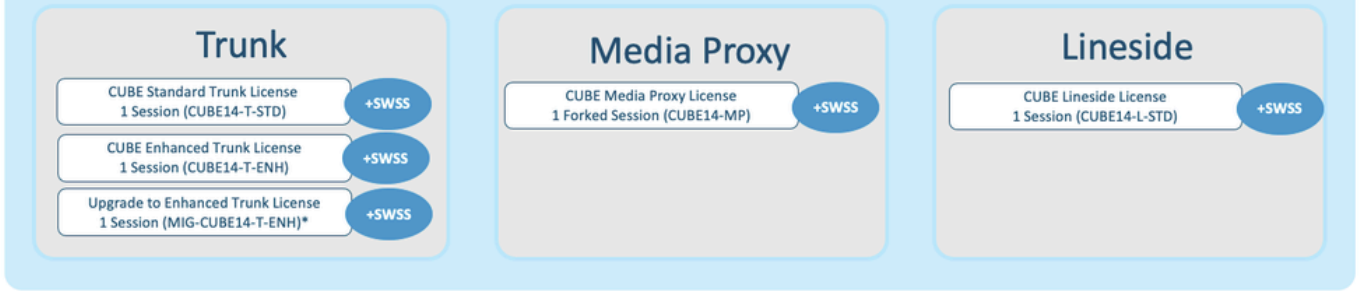 Trunk
CUBE Standard Trunk License
1 Session (CUBE14-T-STD)
+SWSS
CUBE Enhanced Trunk License
1 Session (CUBE14-T-ENH)
+SWSS
Upgrade to Enhanced Trunk License
1 Session (MIG-CUBE14-T-ENH)*
+SWSS
Media Proxy
CUBE Media Proxy License
1 Forked Session (CUBE14-MP)
+SWSS
Lineside
CUBE Lineside License
1 Session (CUBE14-L-STD)
+SWSS